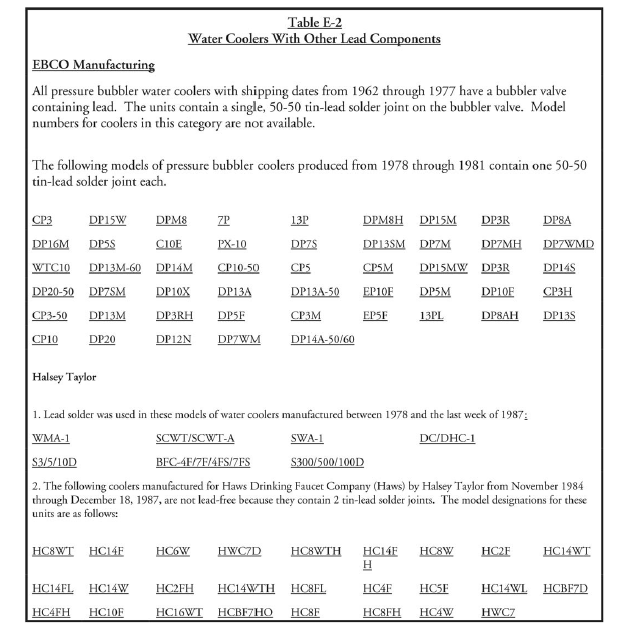 Table E-2
Water Coolers With Other Lead Components
EBCO Manufacturing
All pressure bubbler water coolers with shipping dates from 1962 through 1977 have a bubbler valve
containing lead. The units contain a single, 50-50 tin-lead solder joint on the bubbler valve. Model
numbers for coolers in this category are not available.
The following models of pressure bubbler coolers produced from 1978 through 1981 contain one 50-50
tin-lead solder joint each.
CP3 DP15W DPM8 7P 13P DPM8H DP15M DP3R DP8A
DP16M DP5S C10E PX-10 DP7S DP13SM DP7M DP7MH DP7WMD
WTC10 DP13M-60 DP14M CP10-50 CP5 CP5M DP15MW DP3R DP14S
DP20-50 DP7SM DP10X DP13A DP13A-50 EP10F DP5M DP10F CP3H
CP3-50 DP13M DP3RH DP5F CP3M EP5F 13PL DP8AH DP13S
CP10 DP20 DP12N DP7WM DP14A-50/60
Halsey Taylor
1. Lead solder was used in these models of water coolers manufactured between 1978 and the last week of 1987:
WMA-1 SCWT/SCWT-A SWA-1 DC/DHC-1
S3/5/10D BFC-4F/7F/4FS/7FS S300/500/100D
2. The following coolers manufactured for Haws Drinking Faucet Company (Haws) by Halsey Taylor from November 1984
through December 18, 1987, are not lead-free because they contain 2 tin-lead solder joints. The model designations for these
units are as follows:
HC8WT HC14F HC6W HWC7D HC8WTH HC14F HC8W HC2F HC14WT
H
HC14FL HC14W HC2FH HC14WTH HC8FL HC4F HC5F HC14WL HCBF7D
HC4FH HC10F HC16WT HCBF7HO HC8F HC8FH HC4W HWC7